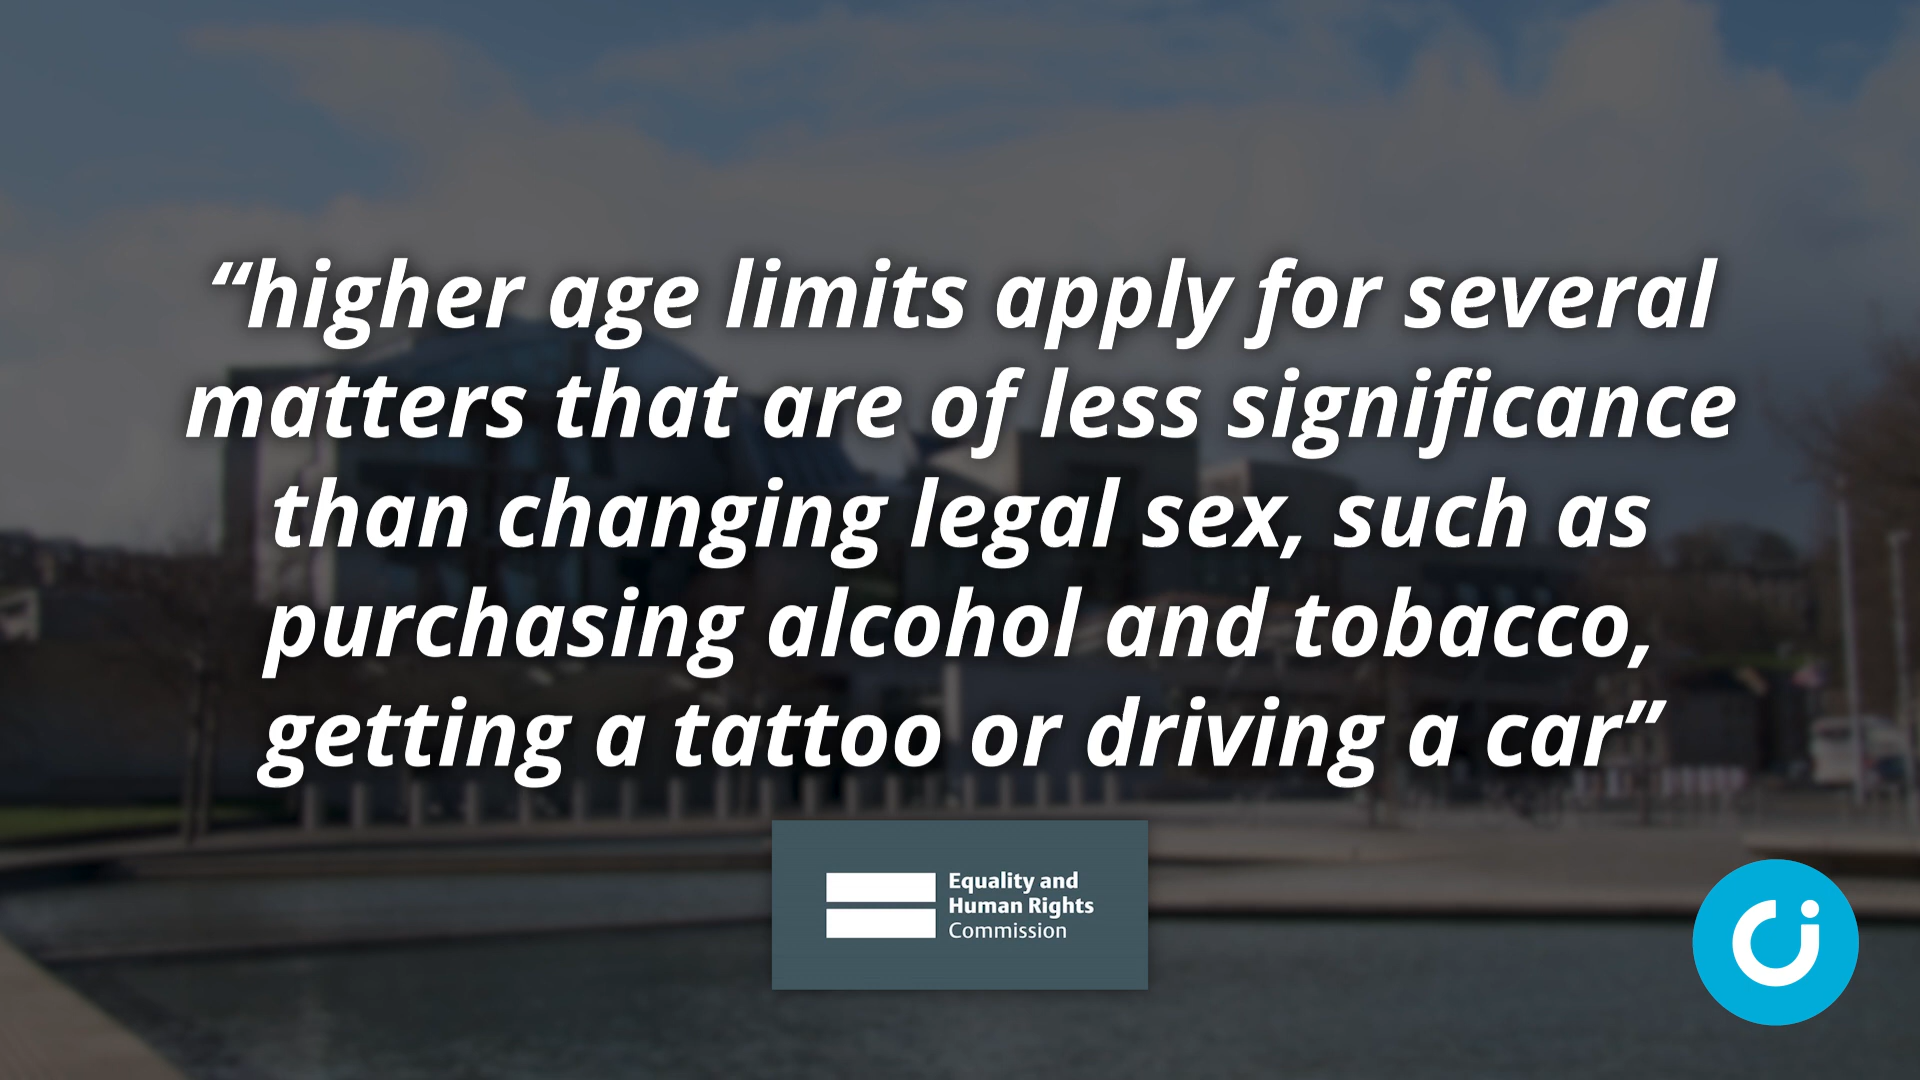 “higher age limits apply for several
matters that are of less significance
than changing legal sex, such as
purchasing alcohol and tobacco,
getting a tattoo or driving a car”
Equality and
Human Rights
Commission